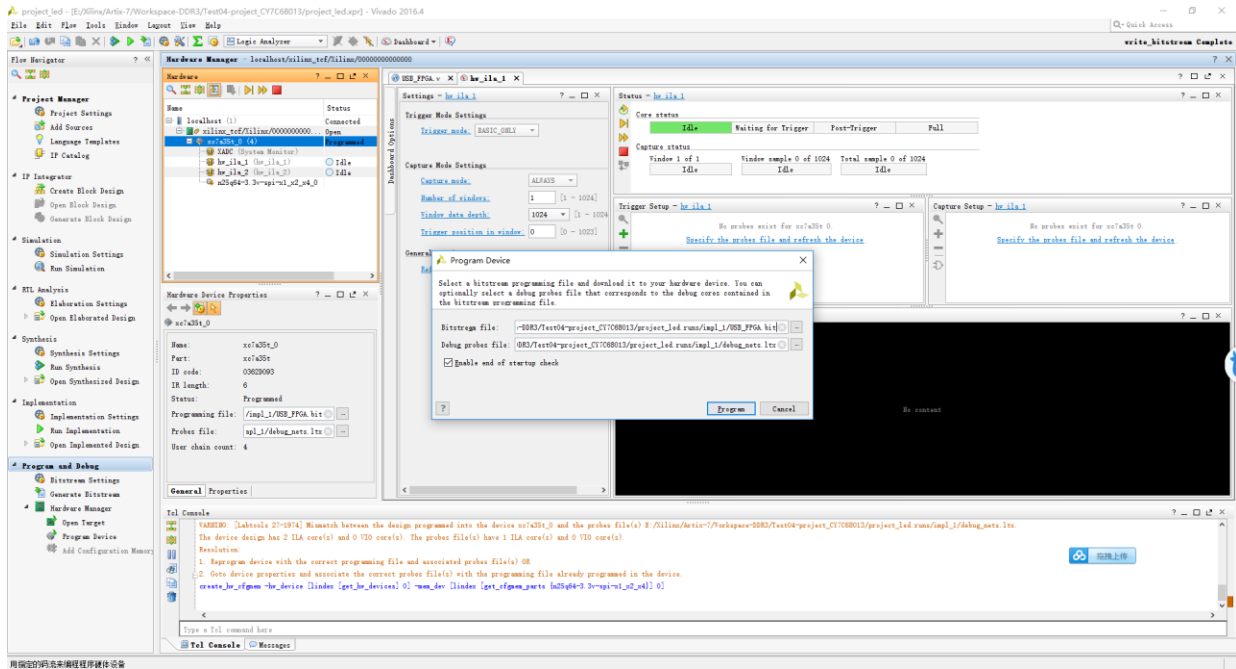 project_led - [E:/Xilinx/Artix-7/Workspace-DDR3/Test04-project_CY7C68013/project_led.xpr] - Vivado 2016.4
File Edit Flow Tools Window Layout View Help
Q- Quick Access
Logic Analyzer
Dashboard
write_bitstream Complete
Flow Navigator
Project Manager
Project Settings
Add Sources
Language Templates
IP Catalog
IP Integrator
Create Block Design
Open Block Design
Generate Block Design
Simulation
Simulation Settings
Run Simulation
RTL Analysis
Elaboration Settings
Open Elaborated Design
Synthesis
Synthesis Settings
Run Synthesis
Open Synthesized Design
Implementation
Implementation Settings
Run Implementation
Open Implemented Design
Program and Debug
Bitstream Settings
Generate Bitstream
Hardware Manager
Open Target
Program Device
Add Configuration Memory
Hardware Manager - localhost/xilinx_tcf/Xilinx/00000000000000
Hardware
Name Status
localhost (1) Connected
xilinx_tcf/Xilinx/0000000000... Open
xc7a35t_0 (4) Programmed
XADC (System Monitor)
hw_ila_1 (hw_ila_1) Idle
hw_ila_2 (hw_ila_2) Idle
n25q64-3.3v-spi-x1_x2_x4_0
Hardware Device Properties
xc7a35t_0
Name: xc7a35t_0
Part: xc7a35t
ID code: 0362D093
IR length: 6
Status: Programmed
Programming file: /impl_1/USB_FPGA.bit
Probes file: mpl_1/debug_nets.ltx
User chain count: 4
General Properties
USB_FPGA.v hw_ila_1
Dashboard Options
Settings - hw_ila_1
Trigger Mode Settings
Trigger mode: BASIC_ONLY
Capture Mode Settings
Capture mode: ALWAYS
Number of windows: 1 [1 - 1024]
Window data depth: 1024 [1 - 1024
Trigger position in window: 0 [0 - 1023]
General
Status - hw_ila_1
Core status
Idle Waiting for Trigger Post-Trigger Full
Capture status
Window 1 of 1 Window sample 0 of 1024 Total sample 0 of 1024
Idle Idle Idle
Trigger Setup - hw_ila_1
No probes exist for xc7a35t_0.
Specify the probes file and refresh the device
Capture Setup - hw_ila_1
No probes exist for xc7a35t_0.
Specify the probes file and refresh the device
No content
Program Device
Select a bitstream programming file and download it to your hardware device. You can
optionally select a debug probes file that corresponds to the debug cores contained in
the bitstream programming file.
Bitstream file: -DDR3/Test04-project_CY7C68013/project_led.runs/impl_1/USB_FPGA.bit
Debug probes file: DDR3/Test04-project_CY7C68013/project_led.runs/impl_1/debug_nets.ltx
Enable end of startup check
Program Cancel
Tcl Console
WARNING: [Labtools 27-1974] Mismatch between the design programmed into the device xc7a35t_0 and the probes file(s) E:/Xilinx/Artix-7/Workspace-DDR3/Test04-project_CY7C68013/project_led.runs/impl_1/debug_nets.ltx.
The device design has 2 ILA core(s) and 0 VIO core(s). The probes file(s) have 1 ILA core(s) and 0 VIO core(s).
Resolution:
1. Reprogram device with the correct programming file and associated probes file(s) OR
2. Goto device properties and associate the correct probes file(s) with the programming file already programmed in the device.
create_hw_cfgmem -hw_device [lindex [get_hw_devices] 0] -mem_dev [lindex [get_cfgmem_parts {n25q64-3.3v-spi-x1_x2_x4}] 0]
拖拽上传
Type a Tcl command here
Tcl Console Messages
用指定的码流来编程程序硬体设备